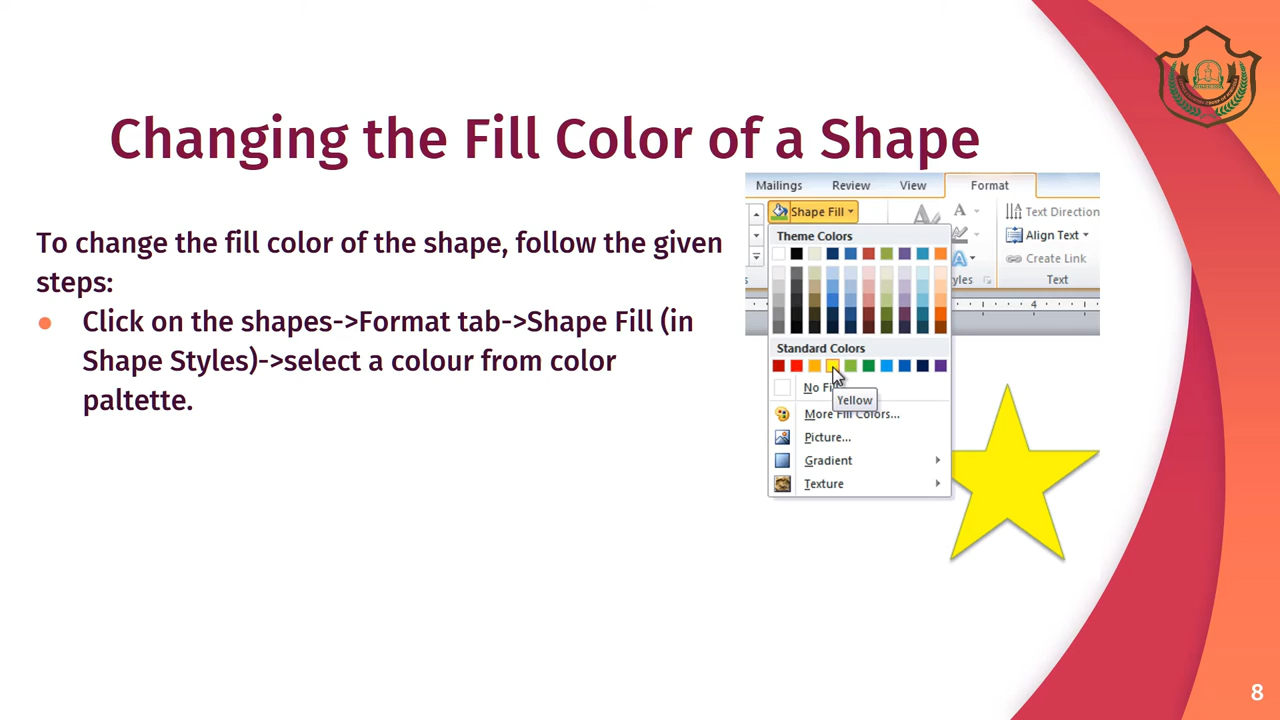 Changing the Fill Color of a Shape
To change the fill color of the shape, follow the given
steps:
● Click on the shapes->Format tab->Shape Fill (in
Shape Styles)->select a colour from color
paltette.
Mailings Review View Format
Shape Fill
Text Direction
Align Text
Create Link
Text
Theme Colors
4
Standard Colors
Yellow
More Fill Colors...
Picture...
Gradient
Texture
8